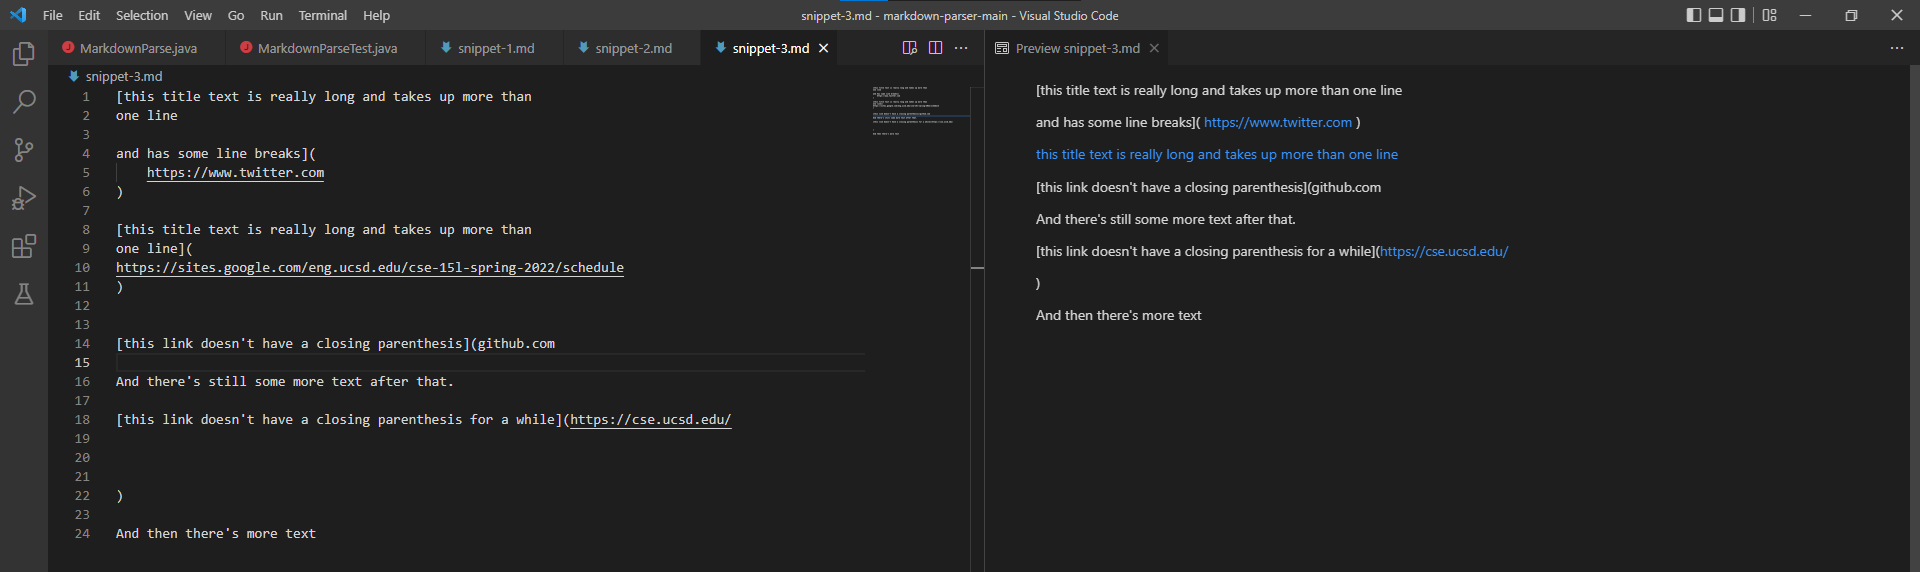 File Edit Selection View Go Run Terminal Help
snippet-3.md - markdown-parser-main - Visual Studio Code
MarkdownParse.java
MarkdownParseTest.java
snippet-1.md
snippet-2.md
snippet-3.md
snippet-3.md
1 [this title text is really long and takes up more than
2 one line
3
4 and has some line breaks](
5 https://www.twitter.com
6 )
7
8 [this title text is really long and takes up more than
9 one line](
10 https://sites.google.com/eng.ucsd.edu/cse-15l-spring-2022/schedule
11 )
12
13
14 [this link doesn't have a closing parenthesis](github.com
15
16 And there's still some more text after that.
17
18 [this link doesn't have a closing parenthesis for a while](https://cse.ucsd.edu/
19
20
21
22 )
23
24 And then there's more text
Preview snippet-3.md
[this title text is really long and takes up more than one line
and has some line breaks]( https://www.twitter.com )
this title text is really long and takes up more than one line
[this link doesn't have a closing parenthesis](github.com
And there's still some more text after that.
[this link doesn't have a closing parenthesis for a while](https://cse.ucsd.edu/
)
And then there's more text